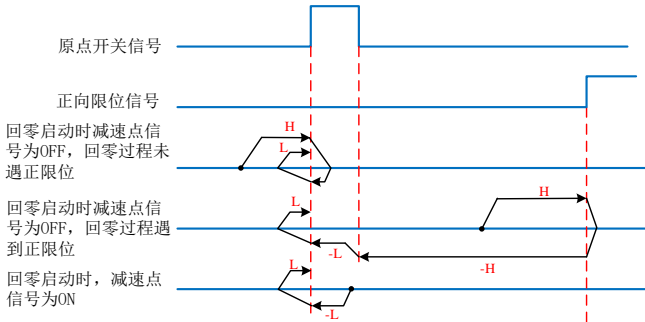 原点开关信号
正向限位信号
回零启动时减速点信
号为OFF，回零过程未
遇正限位
H
L
回零启动时减速点信
号为OFF，回零过程遇
到正限位
L
H
-L
-H
回零启动时，减速点
信号为ON
L
-L